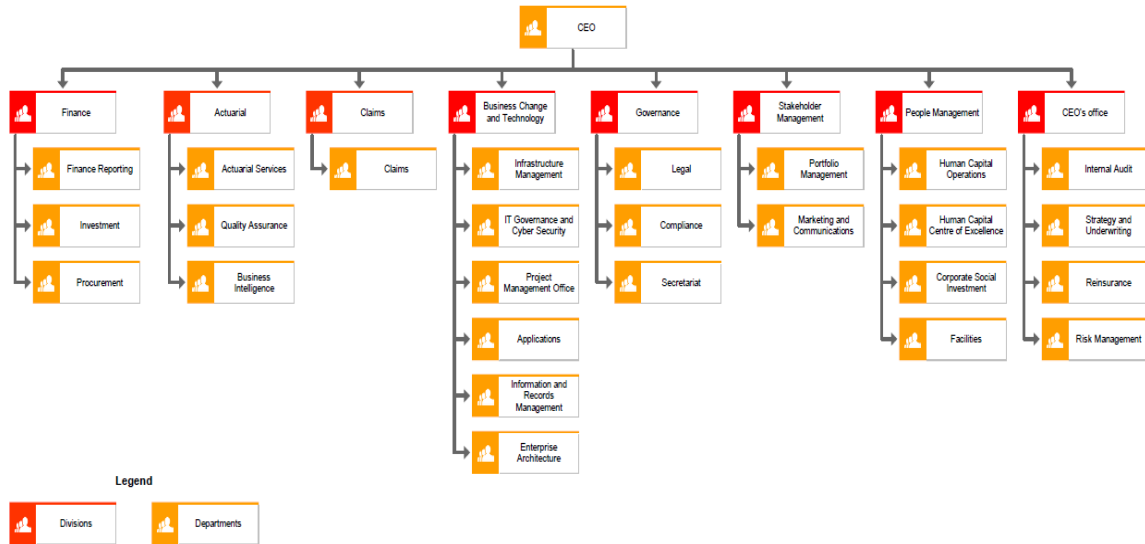 CEO
Finance
Actuarial
Claims
Business Change
and Technology
Governance
Stakeholder
Management
People Management
CEO's office
Finance Reporting
Investment
Procurement
Actuarial Services
Quality Assurance
Business
Intelligence
Claims
Infrastructure
Management
IT Governance and
Cyber Security
Project
Management Office
Applications
Information and
Records
Management
Enterprise
Architecture
Legal
Compliance
Secretariat
Portfolio
Management
Marketing and
Communications
Human Capital
Operations
Human Capital
Centre of Excellence
Corporate Social
Investment
Facilities
Internal Audit
Strategy and
Underwriting
Reinsurance
Risk Management
Legend
Divisions
Departments